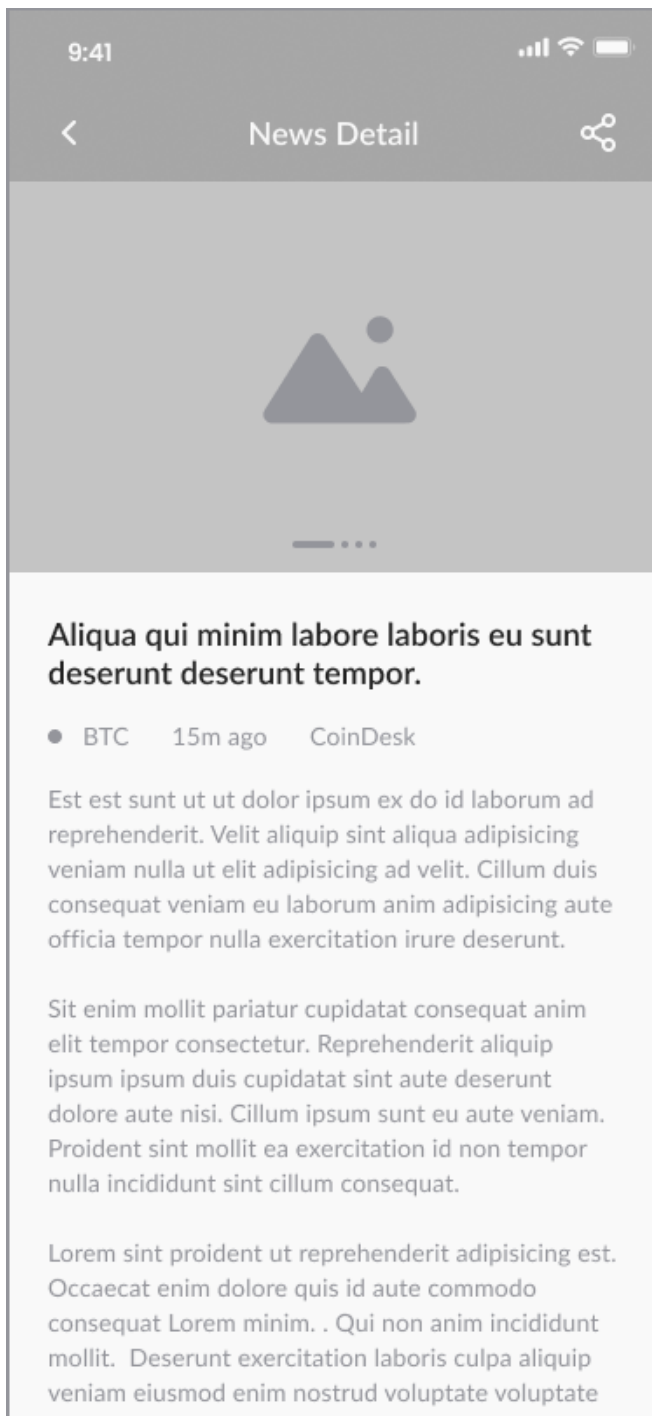 9:41
News Detail
Aliqua qui minim labore laboris eu sunt
deserunt deserunt tempor.
BTC 15m ago CoinDesk
Est est sunt ut ut dolor ipsum ex do id laborum ad
reprehenderit. Velit aliquip sint aliqua adipisicing
veniam nulla ut elit adipisicing ad velit. Cillum duis
consequat veniam eu laborum anim adipisicing aute
officia tempor nulla exercitation irure deserunt.
Sit enim mollit pariatur cupidatat consequat anim
elit tempor consectetur. Reprehenderit aliquip
ipsum ipsum duis cupidatat sint aute deserunt
dolore aute nisi. Cillum ipsum sunt eu aute veniam.
Proident sint mollit ea exercitation id non tempor
nulla incididunt sint cillum consequat.
Lorem sint proident ut reprehenderit adipisicing est.
Occaecat enim dolore quis id aute commodo
consequat Lorem minim. . Qui non anim incididunt
mollit.  Deserunt exercitation laboris culpa aliquip
veniam eiusmod enim nostrud voluptate voluptate